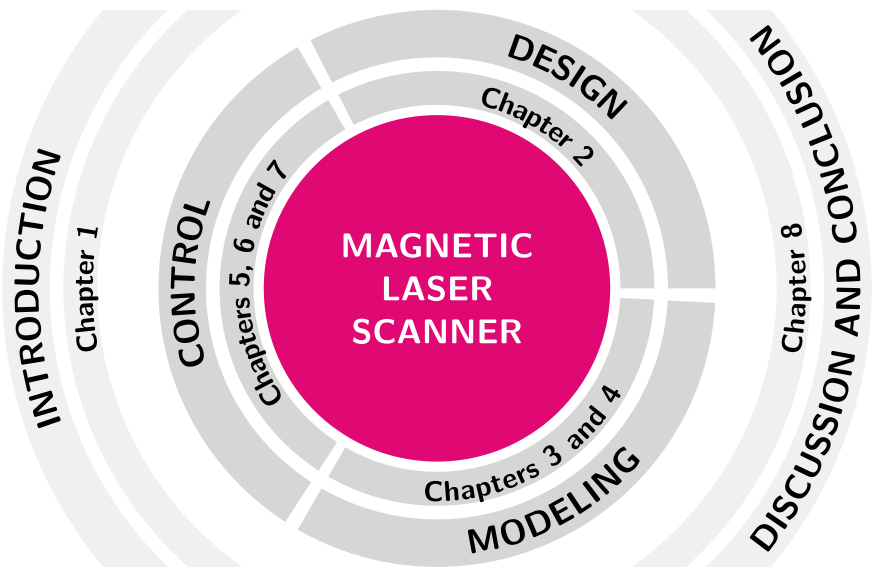 INTRODUCTION
Chapter 1
CONTROL
Chapters 5, 6 and 7
DESIGN
Chapter 2
MAGNETIC
LASER
SCANNER
Chapters 3 and 4
MODELING
Chapter 8
DISCUSSION AND CONCLUSION